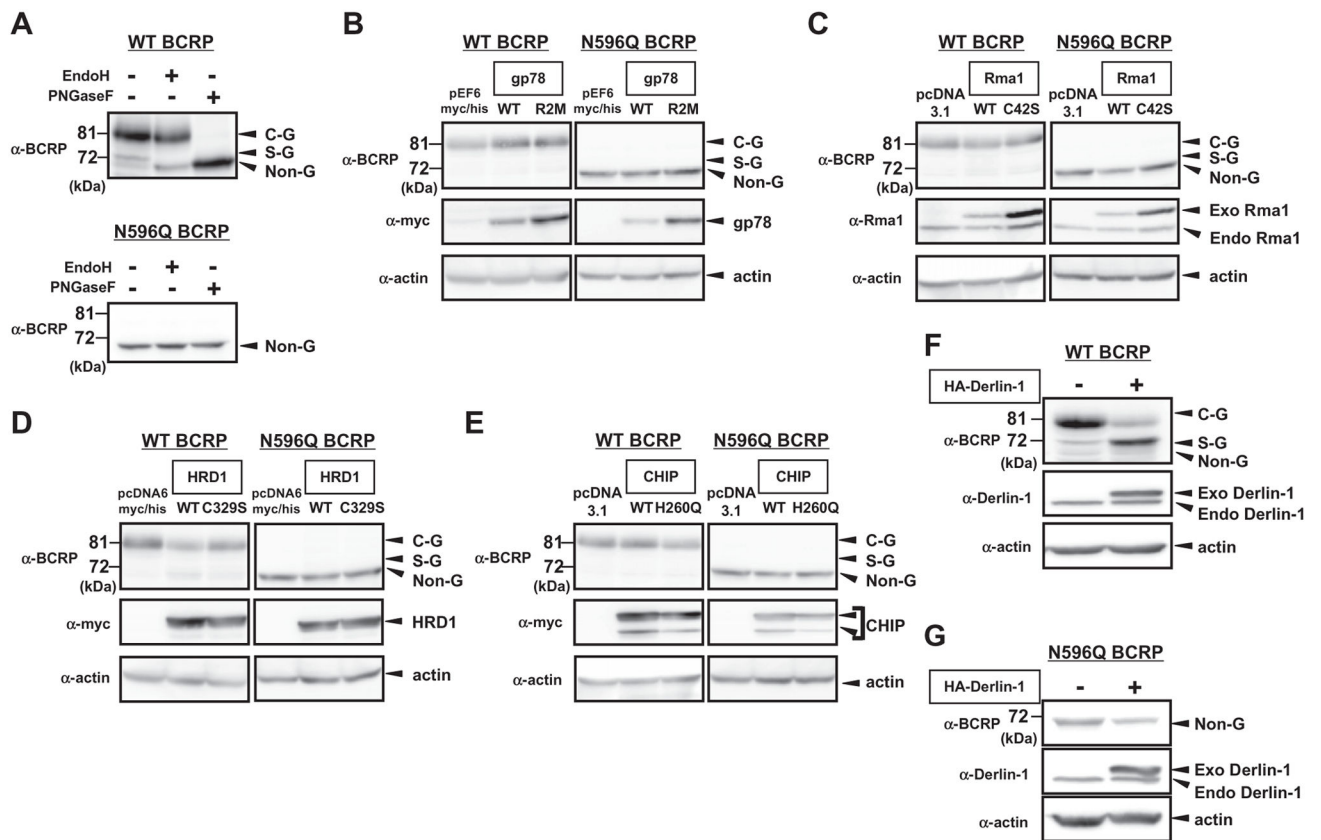 A
WT BCRP
EndoH - + -
PNGaseF - - +
α-BCRP
81
72
(kDa)
C-G
S-G
Non-G
N596Q BCRP
EndoH - + -
PNGaseF - - +
α-BCRP
81
72
(kDa)
Non-G
B
WT BCRP N596Q BCRP
gp78 gp78
pEF6 myc/his WT R2M pEF6 myc/his WT R2M
α-BCRP
81
72
(kDa)
C-G
S-G
Non-G
α-myc gp78
α-actin actin
C
WT BCRP N596Q BCRP
Rma1 Rma1
pcDNA 3.1 WT C42S pcDNA 3.1 WT C42S
α-BCRP
81
72
(kDa)
C-G
S-G
Non-G
α-Rma1
Exo Rma1
Endo Rma1
α-actin actin
D
WT BCRP N596Q BCRP
HRD1 HRD1
pcDNA6 myc/his WT C329S pcDNA6 myc/his WT C329S
α-BCRP
81
72
(kDa)
C-G
S-G
Non-G
α-myc HRD1
α-actin actin
E
WT BCRP N596Q BCRP
CHIP CHIP
pcDNA 3.1 WT H260Q pcDNA 3.1 WT H260Q
α-BCRP
81
72
(kDa)
C-G
S-G
Non-G
α-myc CHIP
α-actin actin
F
WT BCRP
HA-Derlin-1 - +
α-BCRP
81
72
(kDa)
C-G
S-G
Non-G
α-Derlin-1
Exo Derlin-1
Endo Derlin-1
α-actin actin
G
N596Q BCRP
HA-Derlin-1 - +
α-BCRP 72
(kDa)
Non-G
α-Derlin-1
Exo Derlin-1
Endo Derlin-1
α-actin actin